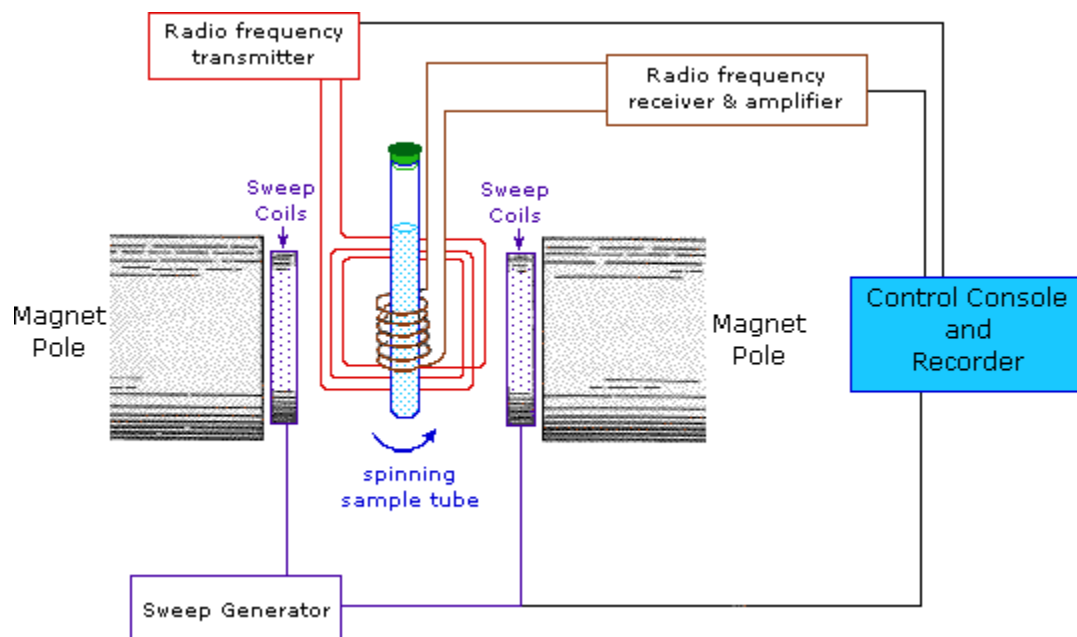 Radio frequency
transmitter
Radio frequency
receiver & amplifier
Sweep
Coils
Sweep
Coils
Magnet
Pole
Magnet
Pole
Control Console
and
Recorder
spinning
sample tube
Sweep Generator